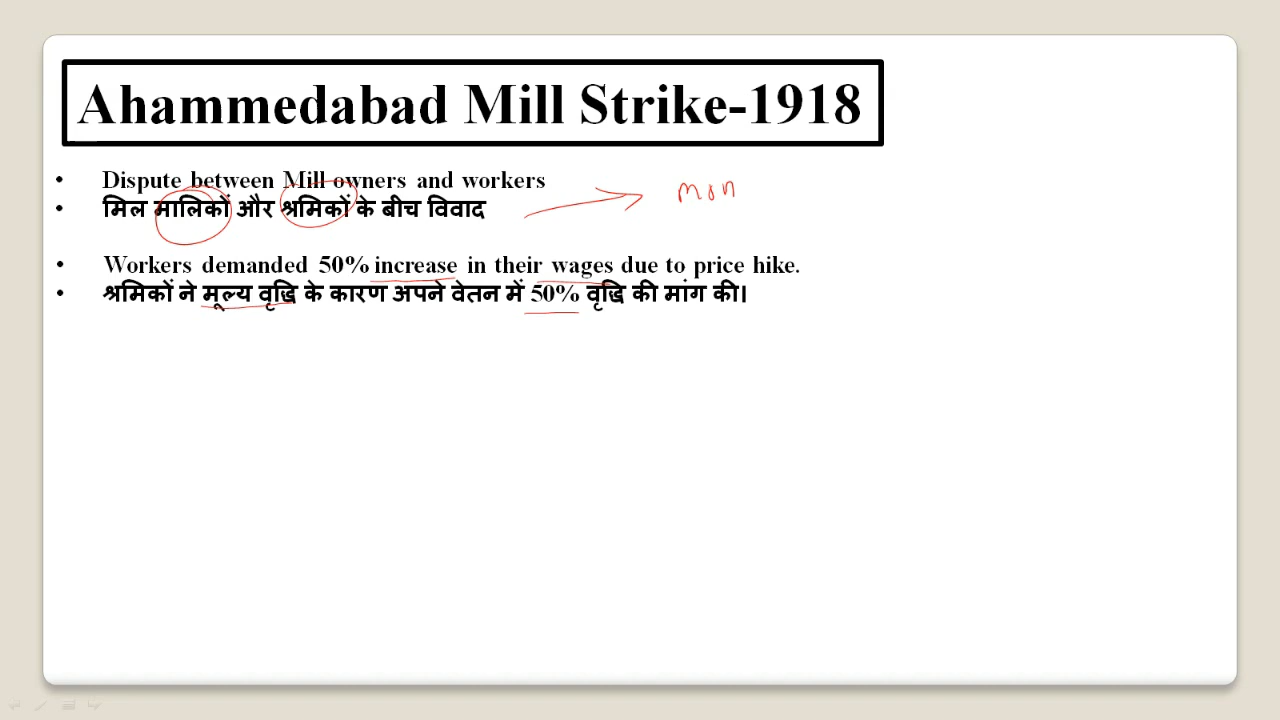 Ahammedabad Mill Strike-1918
• Dispute between Mill owners and workers
• मिल मालिकों और श्रमिकों के बीच विवाद
mon
• Workers demanded 50% increase in their wages due to price hike.
• श्रमिकों ने मूल्य वृद्धि के कारण अपने वेतन में 50% वृद्धि की मांग की।